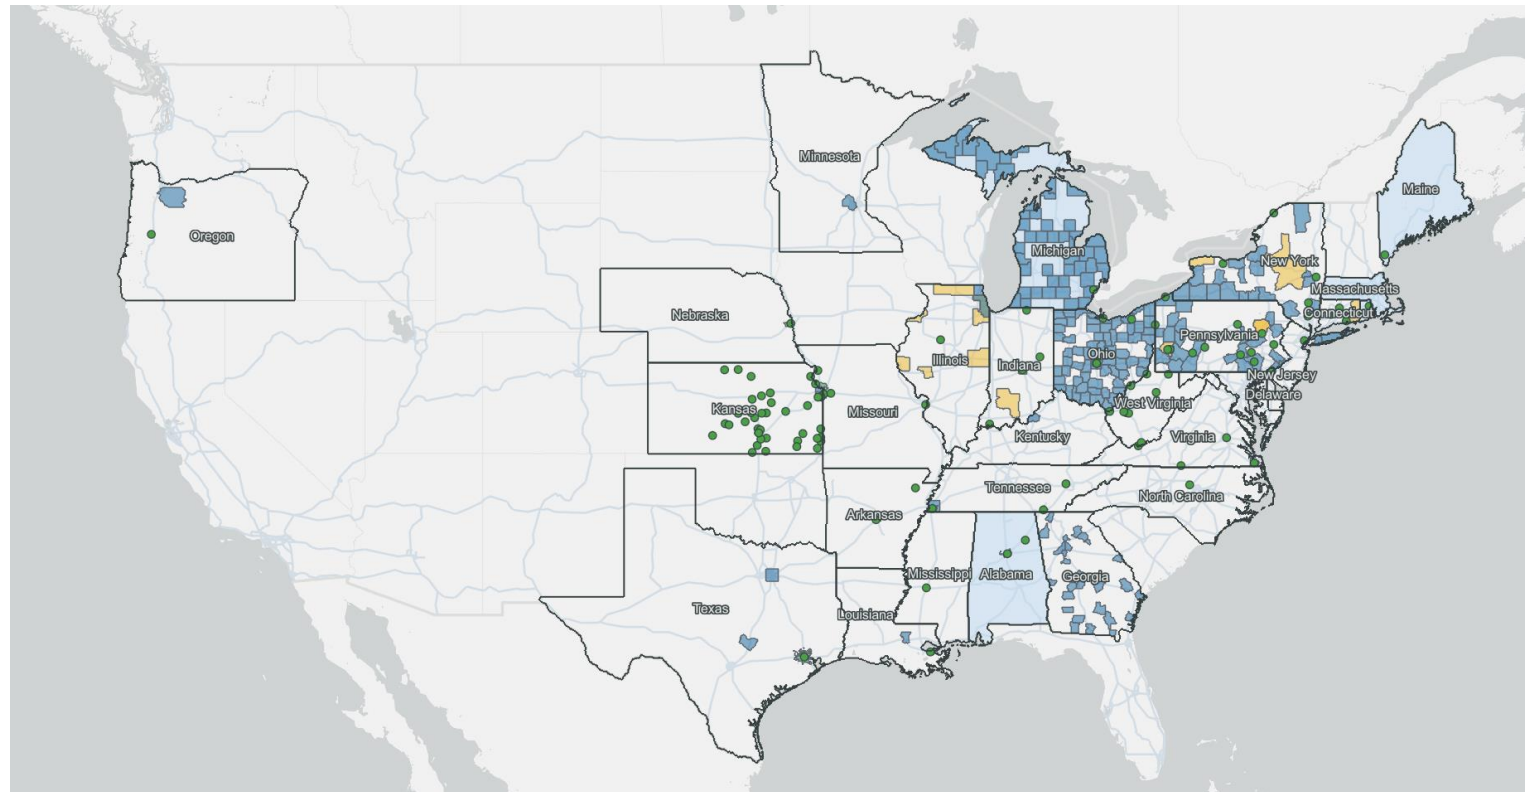 Minnesota
Maine
Oregon
Michigan
New York
Massachusetts
Connecticut
Nebraska
Pennsylvania
Ohio
Illinois
Indiana
New Jersey
Delaware
Kansas
Missouri
West Virginia
Kentucky
Virginia
Tennessee
North Carolina
Arkansas
Mississippi
Alabama
Georgia
Texas
Louisiana